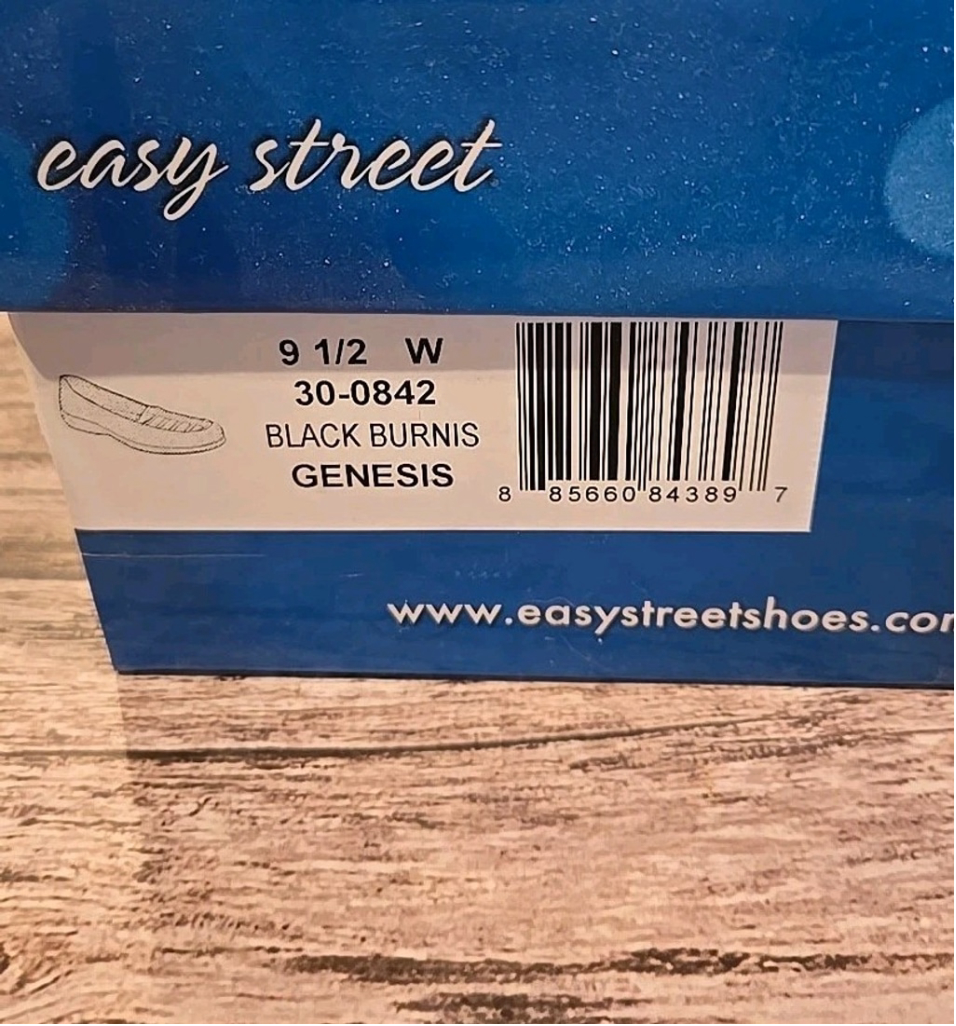 easy street
9 1/2 W
30-0842
BLACK BURNIS
GENESIS
8 85660 84389 7
www.easystreetshoes.com